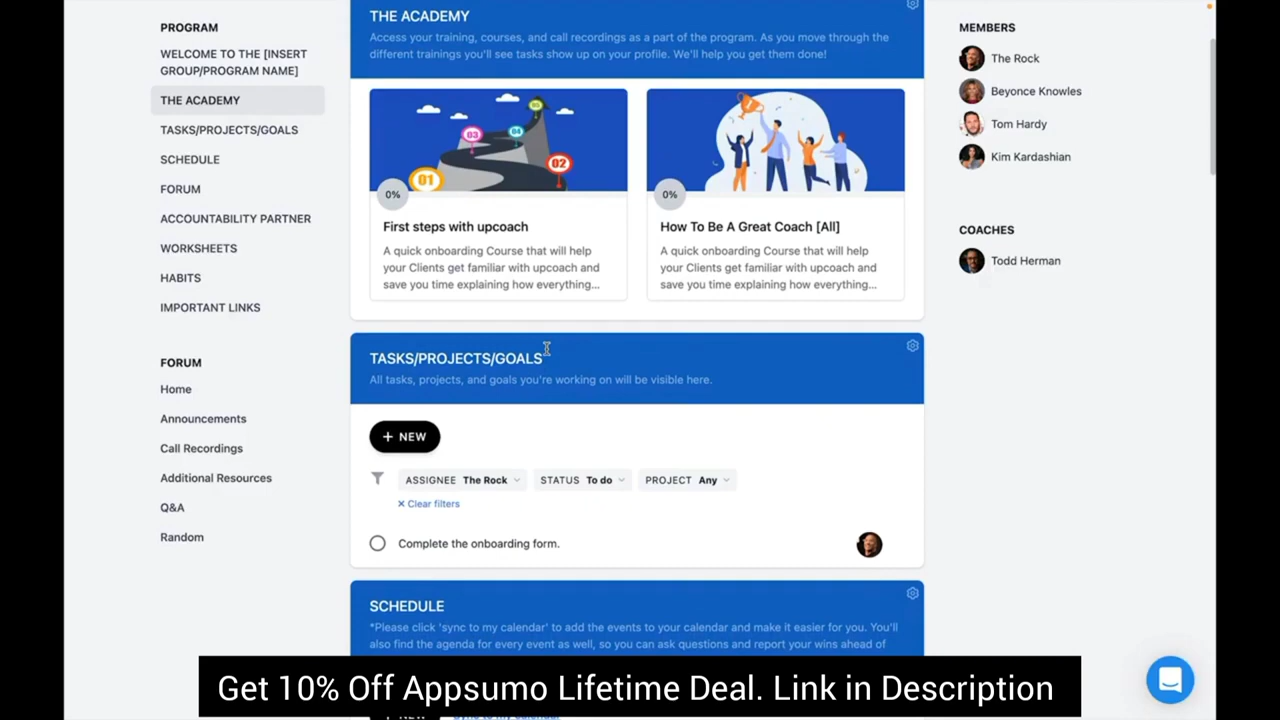 PROGRAM
WELCOME TO THE [INSERT
GROUP/PROGRAM NAME]
THE ACADEMY
TASKS/PROJECTS/GOALS
SCHEDULE
FORUM
ACCOUNTABILITY PARTNER
WORKSHEETS
HABITS
IMPORTANT LINKS
FORUM
Home
Announcements
Call Recordings
Additional Resources
Q&A
Random
THE ACADEMY
Access your training, courses, and call recordings as a part of the program. As you move through the
different trainings you'll see tasks show up on your profile. We'll help you get them done!
01
02
03
04
05
0%
First steps with upcoach
A quick onboarding Course that will help
your Clients get familiar with upcoach and
save you time explaining how everything...
0%
How To Be A Great Coach [All]
A quick onboarding Course that will help
your Clients get familiar with upcoach and
save you time explaining how everything...
TASKS/PROJECTS/GOALS
All tasks, projects, and goals you're working on will be visible here.
+ NEW
ASSIGNEE The Rock STATUS To do PROJECT Any
× Clear filters
Complete the onboarding form.
SCHEDULE
*Please click 'sync to my calendar' to add the events to your calendar and make it easier for you. You'll
also find the agenda for every event as well, so you can ask questions and report your wins ahead of
MEMBERS
The Rock
Beyonce Knowles
Tom Hardy
Kim Kardashian
COACHES
Todd Herman
Get 10% Off Appsumo Lifetime Deal. Link in Description